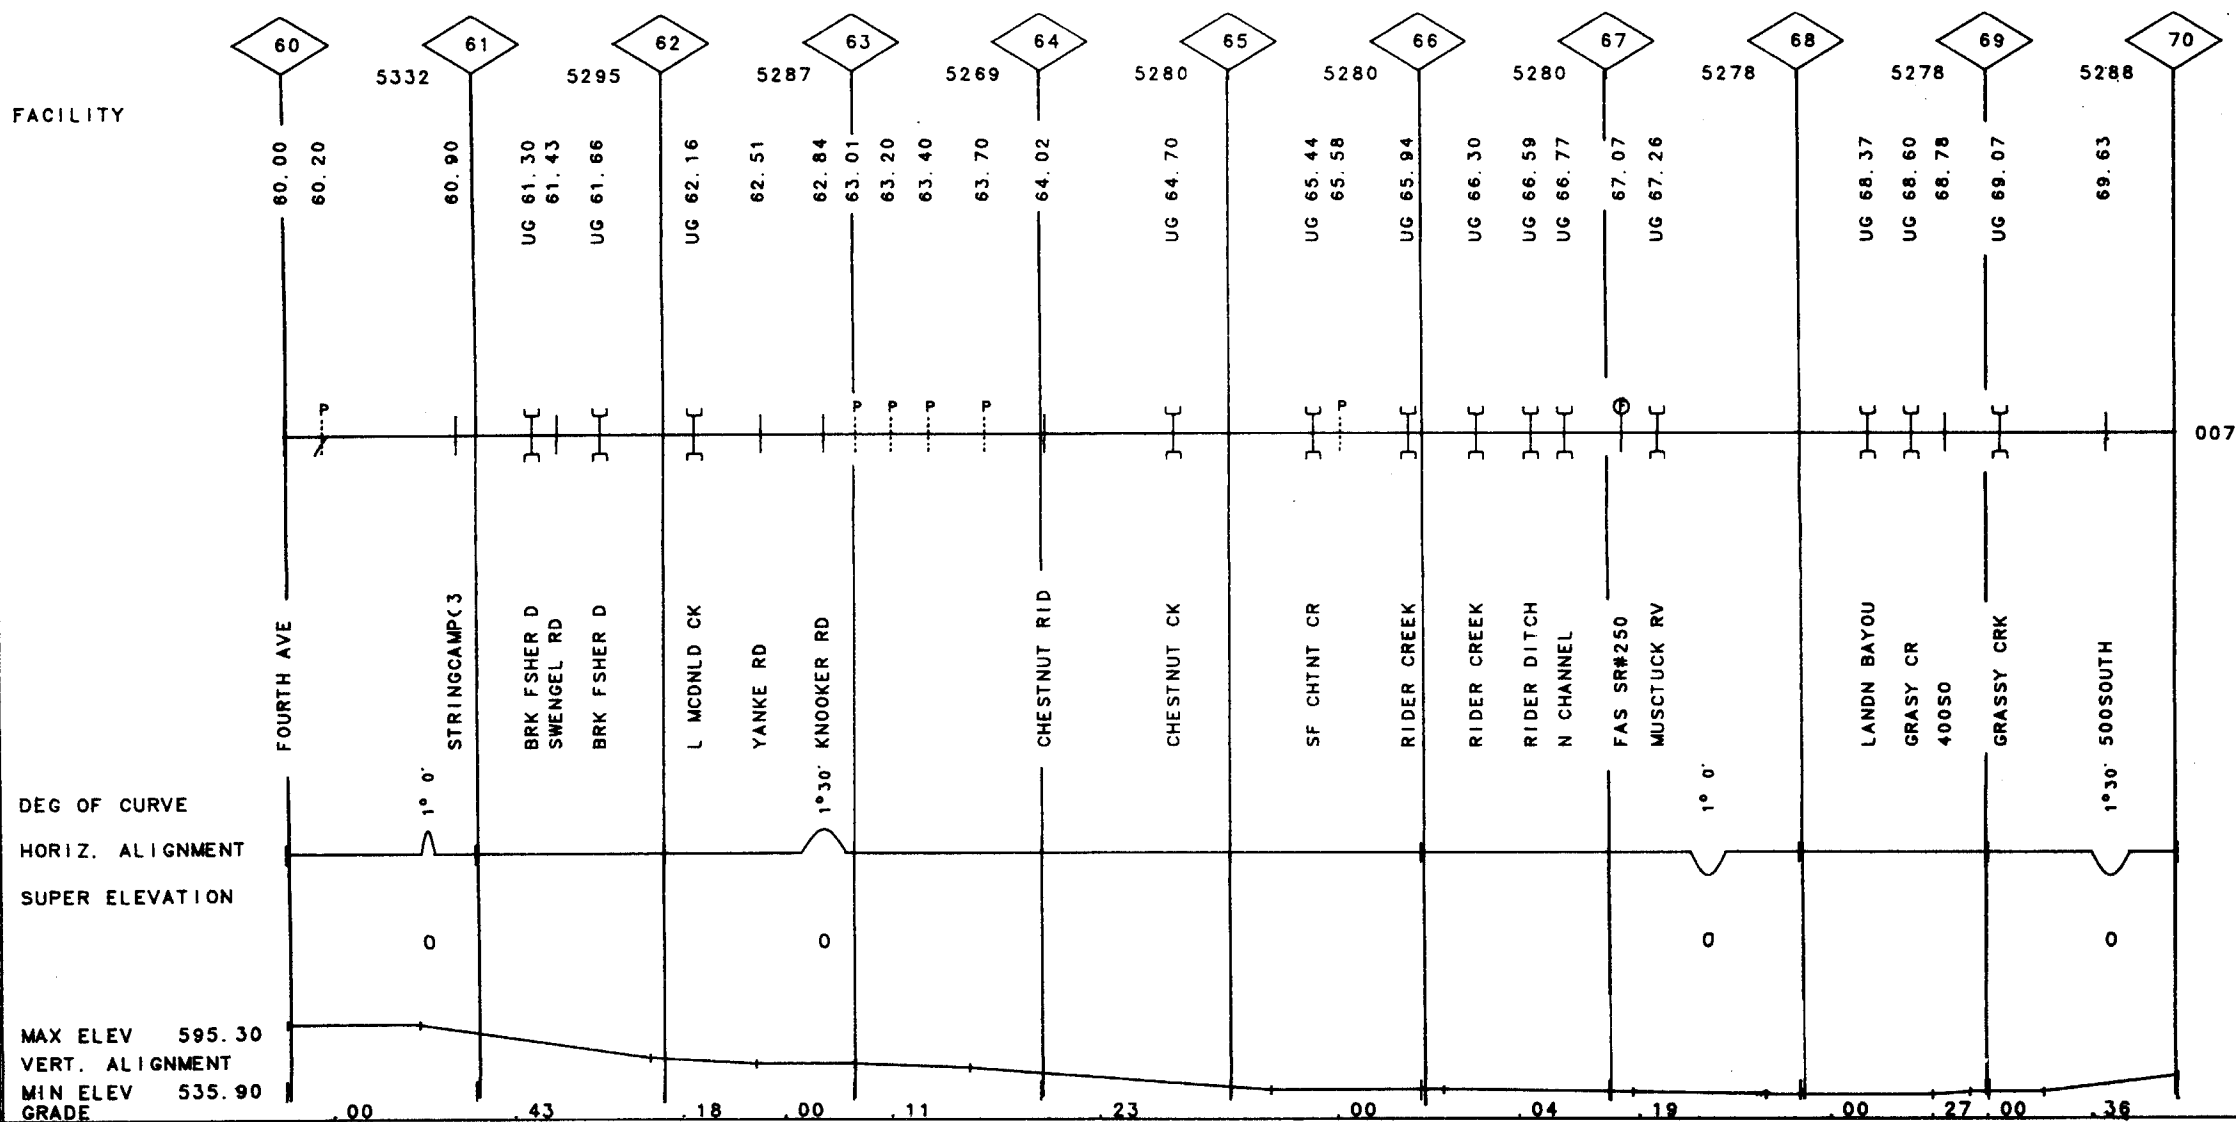 60 61 62 63 64 65 66 67 68 69 70
5332 5295 5287 5269 5280 5280 5280 5278 5278 5288
FACILITY
60.00
60.20
60.90
UG 61.30
61.43
UG 61.66
UG 62.16
62.51
62.84
63.01
63.20
63.40
63.70
64.02
UG 64.70
UG 65.44
65.58
UG 65.94
UG 66.30
UG 66.59
UG 66.77
67.07
UG 67.26
UG 68.37
UG 68.60
68.78
UG 69.07
69.63
P P P P P P P
007
FOURTH AVE
STRINGCAMP(3
BRK FSHER D
SWENGEL RD
BRK FSHER D
L MCDNLD CK
YANKE RD
KNOOKER RD
CHESTNUT RID
CHESTNUT CK
SF CHTNT CR
RIDER CREEK
RIDER CREEK
RIDER DITCH
N CHANNEL
FAS SR#250
MUSCTUCK RV
LANDN BAYOU
GRASY CR
400SO
GRASSY CRK
500SOUTH
DEG OF CURVE 1°0' 1°30' 1°0' 1°30'
HORIZ. ALIGNMENT
SUPER ELEVATION
0 0 0 0
MAX ELEV 595.30
VERT. ALIGNMENT
MIN ELEV 535.90
GRADE .00 .43 .18 .00 .11 .23 .00 .04 .19 .00 .27 .00 .36